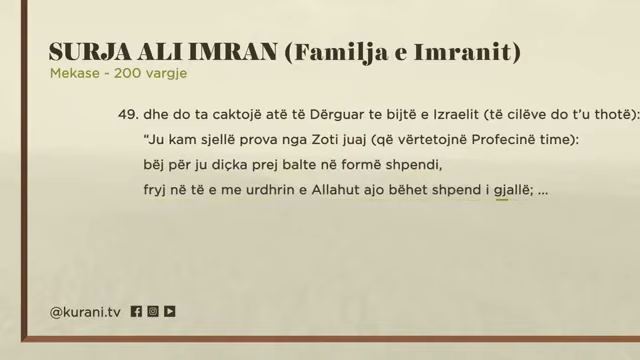 SURJA ALI IMRAN (Familja e Imranit)
Mekase - 200 vargje
49. dhe do ta caktojë atë të Dërguar te bijtë e Izraelit (të cilëve do t’u thotë):
“Ju kam sjellë prova nga Zoti juaj (që vërtetojnë Profecinë time):
bëj për ju diçka prej balte në formë shpendi,
fryj në të e me urdhrin e Allahut ajo bëhet shpend i gjallë; ...
@kurani.tv